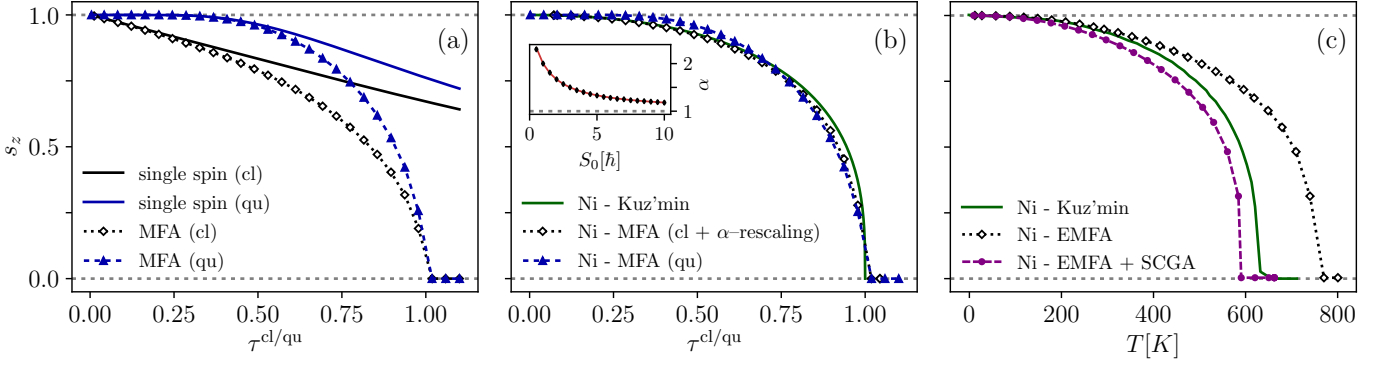 1.0
0.5
0.0
s_z
(a)
single spin (cl)
single spin (qu)
MFA (cl)
MFA (qu)
0.00 0.25 0.50 0.75 1.00
τ^cl/qu
(b)
2
1
α
0 5 10
S_0[ℏ]
Ni - Kuz'min
Ni - MFA (cl + α–rescaling)
Ni - MFA (qu)
0.00 0.25 0.50 0.75 1.00
τ^cl/qu
(c)
Ni - Kuz'min
Ni - EMFA
Ni - EMFA + SCGA
0 200 400 600 800
T[K]